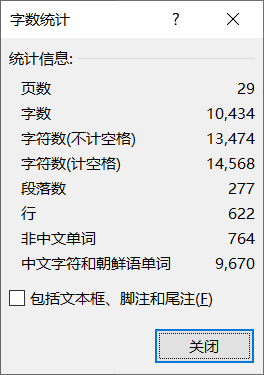 字数统计 ? ×
统计信息:
页数 29
字数 10,434
字符数(不计空格) 13,474
字符数(计空格) 14,568
段落数 277
行 622
非中文单词 764
中文字符和朝鲜语单词 9,670
包括文本框、脚注和尾注(F)
关闭